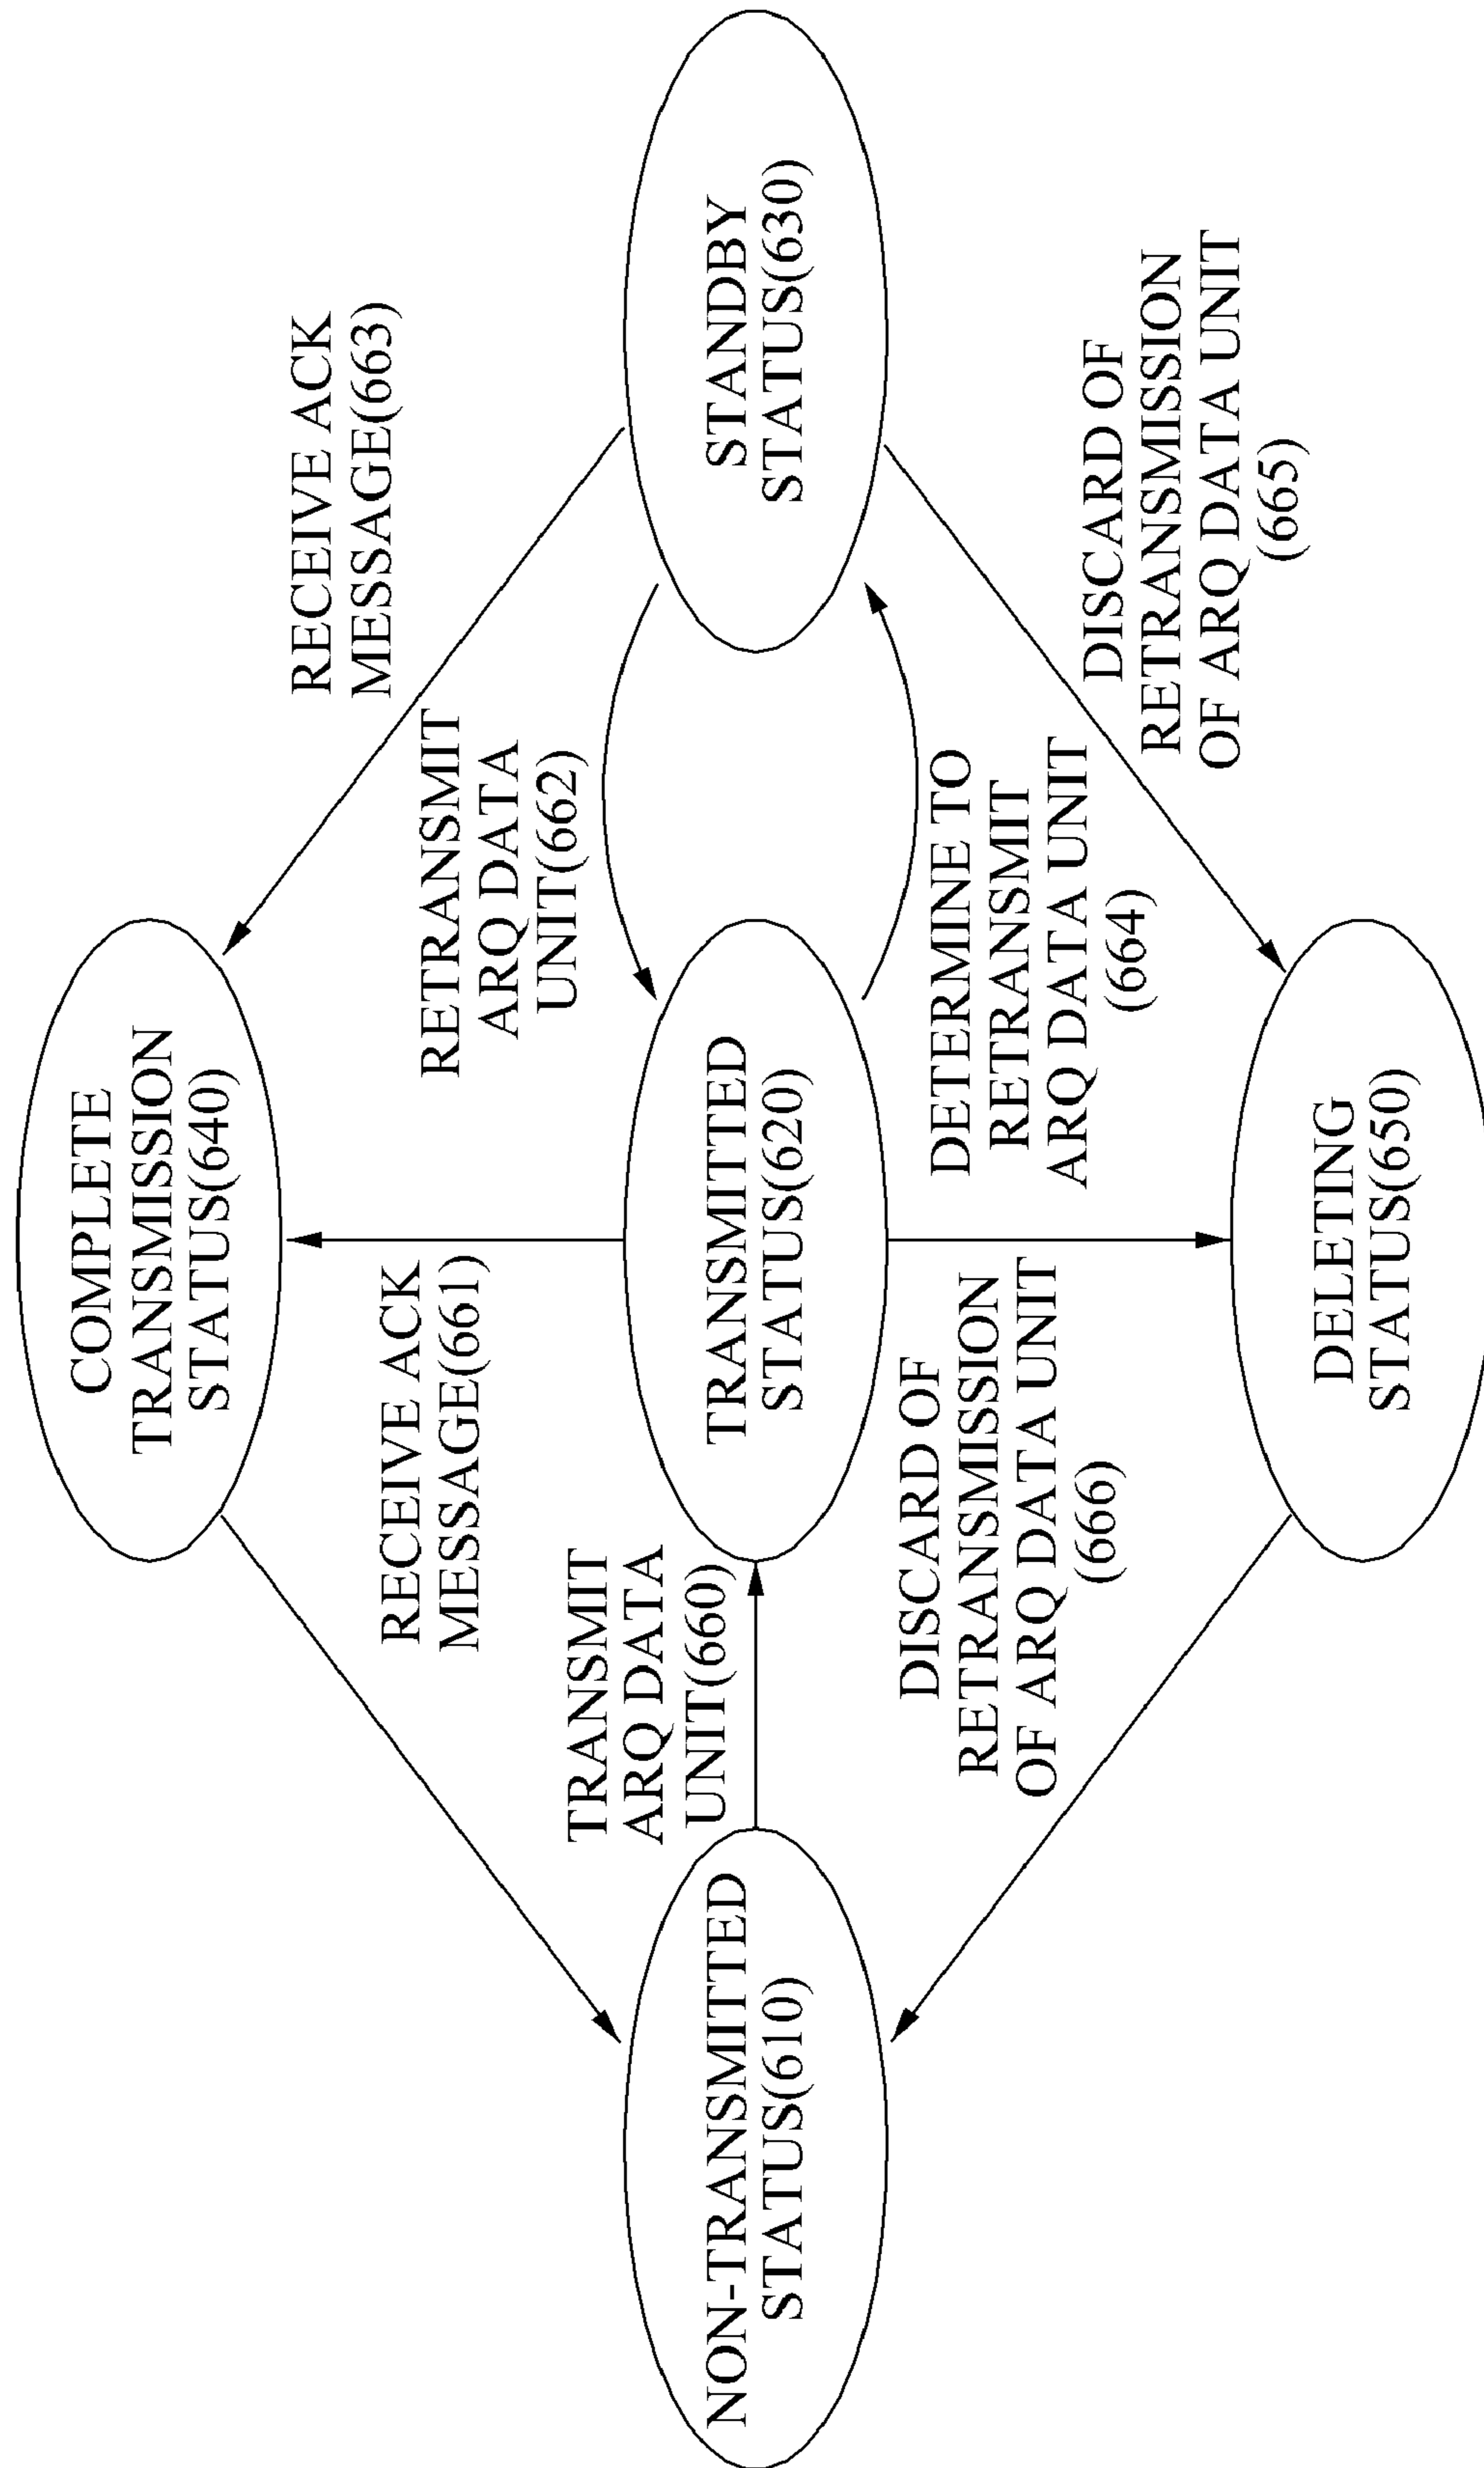 COMPLETE
TRANSMISSION
STATUS(640)
RECEIVE ACK
MESSAGE(661)
RECEIVE ACK
MESSAGE(663)
TRANSMIT
ARQ DATA
UNIT(660)
RETRANSMIT
ARQ DATA
UNIT(662)
NON-TRANSMITTED
STATUS(610)
TRANSMITTED
STATUS(620)
STANDBY
STATUS(630)
DISCARD OF
RETRANSMISSION
OF ARQ DATA UNIT
(666)
DETERMINE TO
RETRANSMIT
ARQ DATA UNIT
(664)
DISCARD OF
RETRANSMISSION
OF ARQ DATA UNIT
(665)
DELETING
STATUS(650)